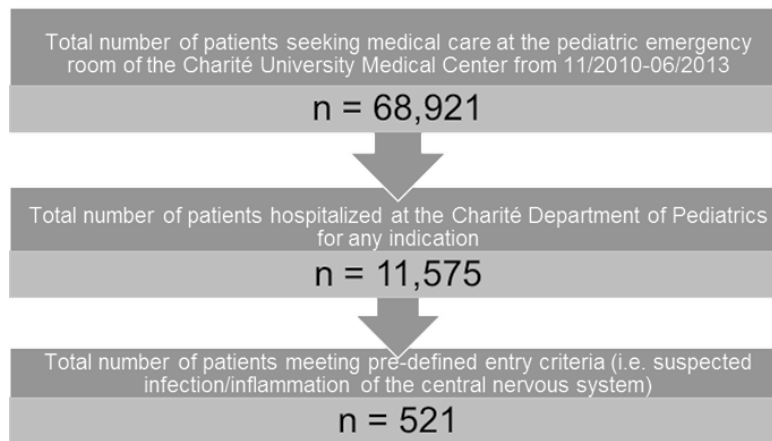 Total number of patients seeking medical care at the pediatric emergency
room of the Charité University Medical Center from 11/2010-06/2013
n = 68,921
Total number of patients hospitalized at the Charité Department of Pediatrics
for any indication
n = 11,575
Total number of patients meeting pre-defined entry criteria (i.e. suspected
infection/inflammation of the central nervous system)
n = 521